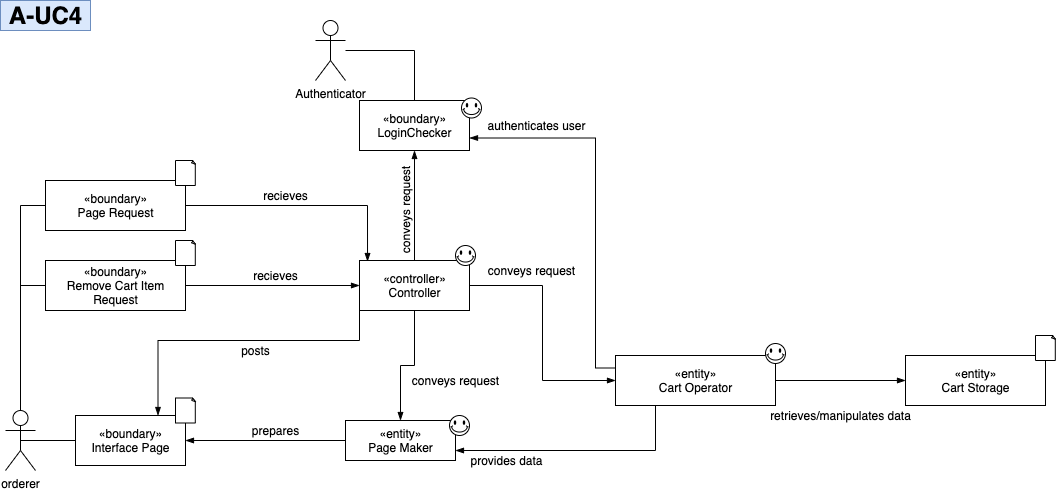 A-UC4
Authenticator
«boundary»
LoginChecker
authenticates user
«boundary»
Page Request
recieves
conveys request
«boundary»
Remove Cart Item
Request
recieves
«controller»
Controller
conveys request
posts
conveys request
«entity»
Cart Operator
retrieves/manipulates data
«entity»
Cart Storage
«boundary»
Interface Page
prepares
«entity»
Page Maker
provides data
orderer